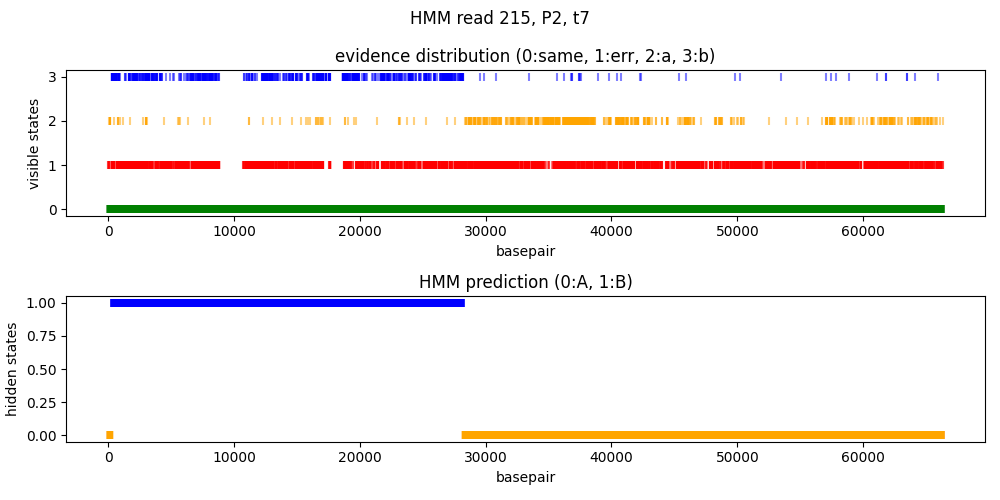 HMM read 215, P2, t7
evidence distribution (0:same, 1:err, 2:a, 3:b)
visible states
3
2
1
0
0 10000 20000 30000 40000 50000 60000
basepair
HMM prediction (0:A, 1:B)
hidden states
1.00
0.75
0.50
0.25
0.00
0 10000 20000 30000 40000 50000 60000
basepair